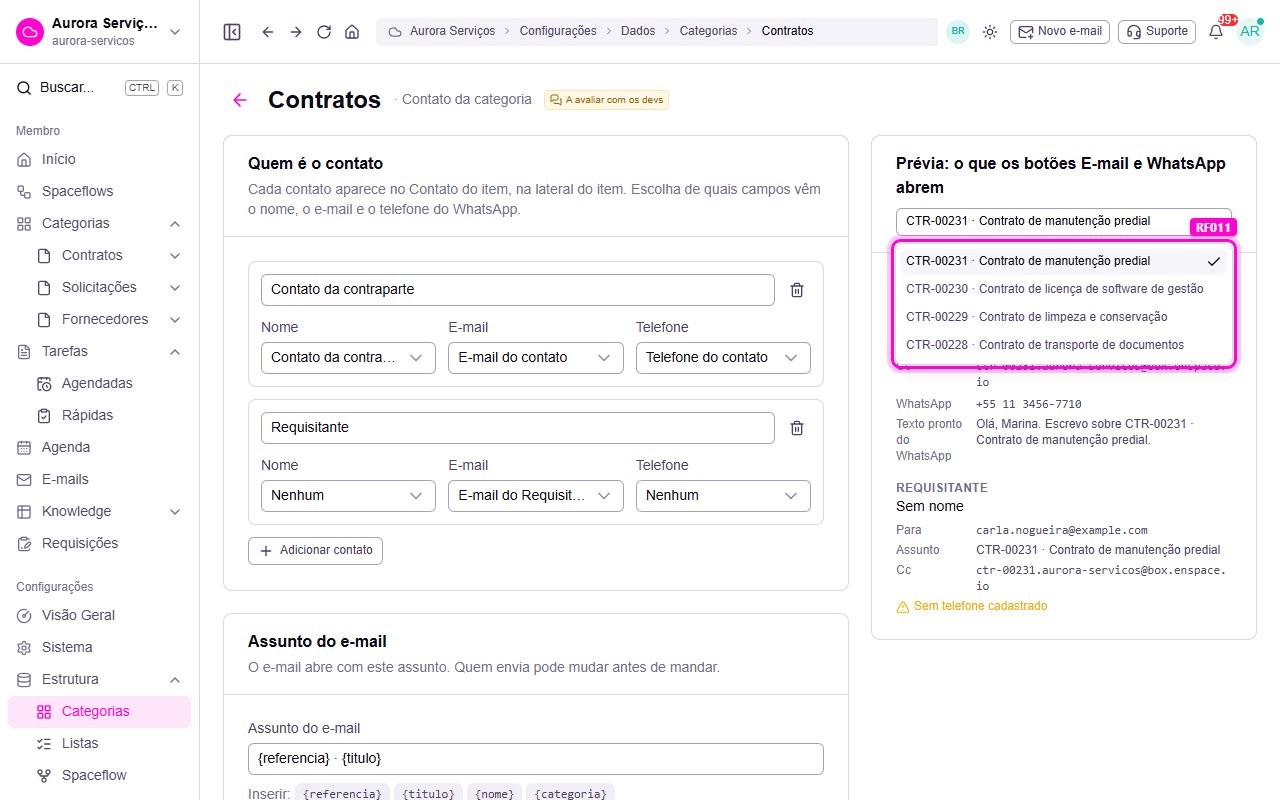 Aurora Serviç...
aurora-servicos
Aurora Serviços > Configurações > Dados > Categorias > Contratos
BR
Novo e-mail
Suporte
99+
AR
Buscar...
CTRL K
Membro
Início
Spaceflows
Categorias
Contratos
Solicitações
Fornecedores
Tarefas
Agendadas
Rápidas
Agenda
E-mails
Knowledge
Requisições
Configurações
Visão Geral
Sistema
Estrutura
Categorias
Listas
Spaceflow
Contratos · Contato da categoria
A avaliar com os devs
Quem é o contato
Cada contato aparece no Contato do item, na lateral do item. Escolha de quais campos vêm
o nome, o e-mail e o telefone do WhatsApp.
Contato da contraparte
Nome E-mail Telefone
Contato da contra... E-mail do contato Telefone do contato
Requisitante
Nome E-mail Telefone
Nenhum E-mail do Requisit... Nenhum
Adicionar contato
Assunto do e-mail
O e-mail abre com este assunto. Quem envia pode mudar antes de mandar.
Assunto do e-mail
{referencia} · {titulo}
Inserir: {referencia} {titulo} {nome} {categoria}
Prévia: o que os botões E-mail e WhatsApp
abrem
CTR-00231 · Contrato de manutenção predial
RF011
CTR-00231 · Contrato de manutenção predial
CTR-00230 · Contrato de licença de software de gestão
CTR-00229 · Contrato de limpeza e conservação
CTR-00228 · Contrato de transporte de documentos
io
WhatsApp +55 11 3456-7710
Texto pronto Olá, Marina. Escrevo sobre CTR-00231 ·
do Contrato de manutenção predial.
WhatsApp
REQUISITANTE
Sem nome
Para carla.nogueira@example.com
Assunto CTR-00231 · Contrato de manutenção predial
Cc ctr-00231.aurora-servicos@box.enspace.
io
Sem telefone cadastrado